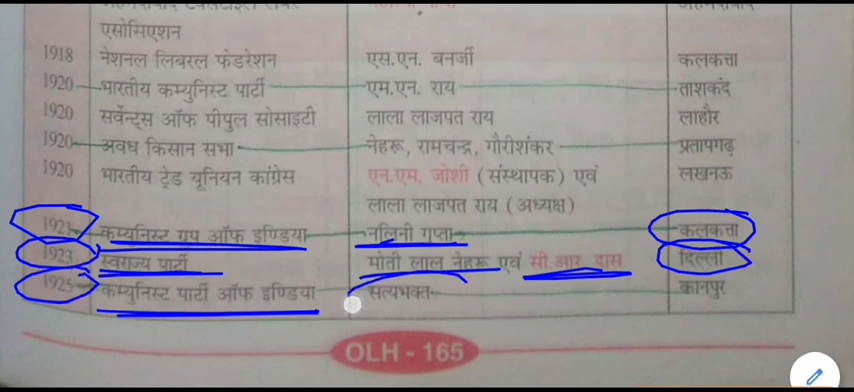 एसोसिएशन
1918 नेशनल लिबरल फेडरेशन एस.एन. बनर्जी कलकत्ता
1920 भारतीय कम्युनिस्ट पार्टी एम.एन. राय ताशकंद
1920 सर्वेन्ट्स ऑफ पीपुल सोसाइटी लाला लाजपत राय लाहौर
1920 अवध किसान सभा नेहरू, रामचन्द्र, गौरीशंकर प्रतापगढ़
1920 भारतीय ट्रेड यूनियन कांग्रेस एन.एम. जोशी (संस्थापक) एवं लखनऊ
लाला लाजपत राय (अध्यक्ष)
1921 कम्युनिस्ट ग्रुप ऑफ इण्डिया नलिनी गुप्ता कलकत्ता
1923 स्वराज्य पार्टी मोती लाल नेहरू एवं सी.आर. दास दिल्ली
1925 कम्युनिस्ट पार्टी ऑफ इण्डिया सत्यभक्त कानपुर
OLH - 165